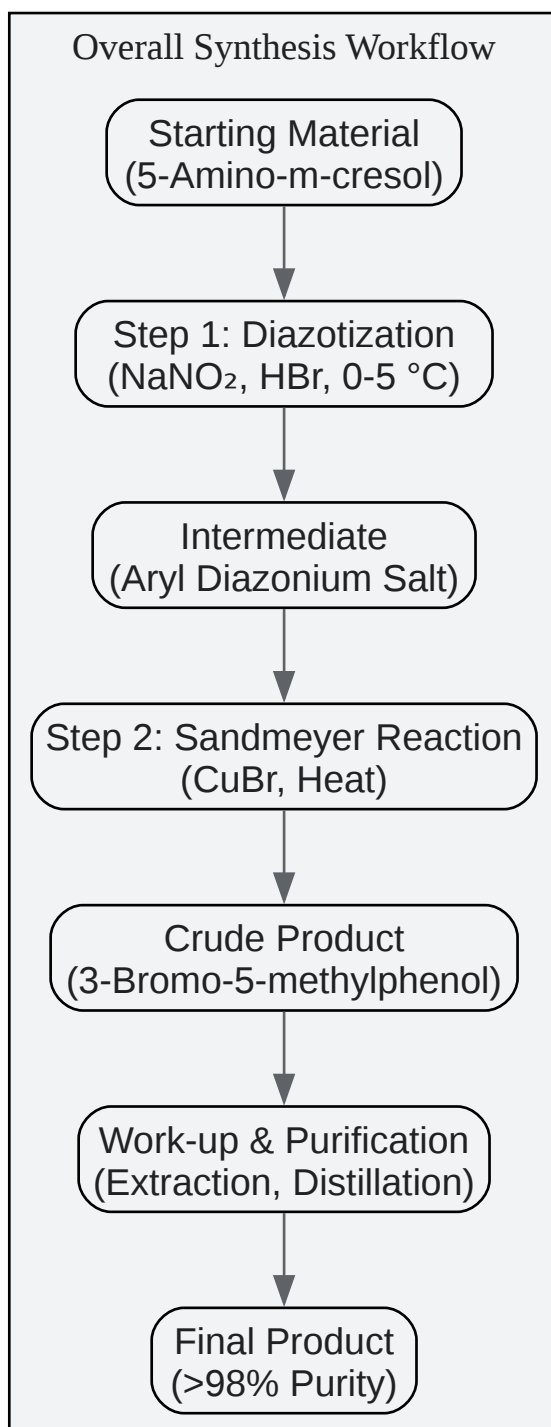 Overall Synthesis Workflow
Starting Material
(5-Amino-m-cresol)
Step 1: Diazotization
(NaNO₂, HBr, 0-5 °C)
Intermediate
(Aryl Diazonium Salt)
Step 2: Sandmeyer Reaction
(CuBr, Heat)
Crude Product
(3-Bromo-5-methylphenol)
Work-up & Purification
(Extraction, Distillation)
Final Product
(>98% Purity)